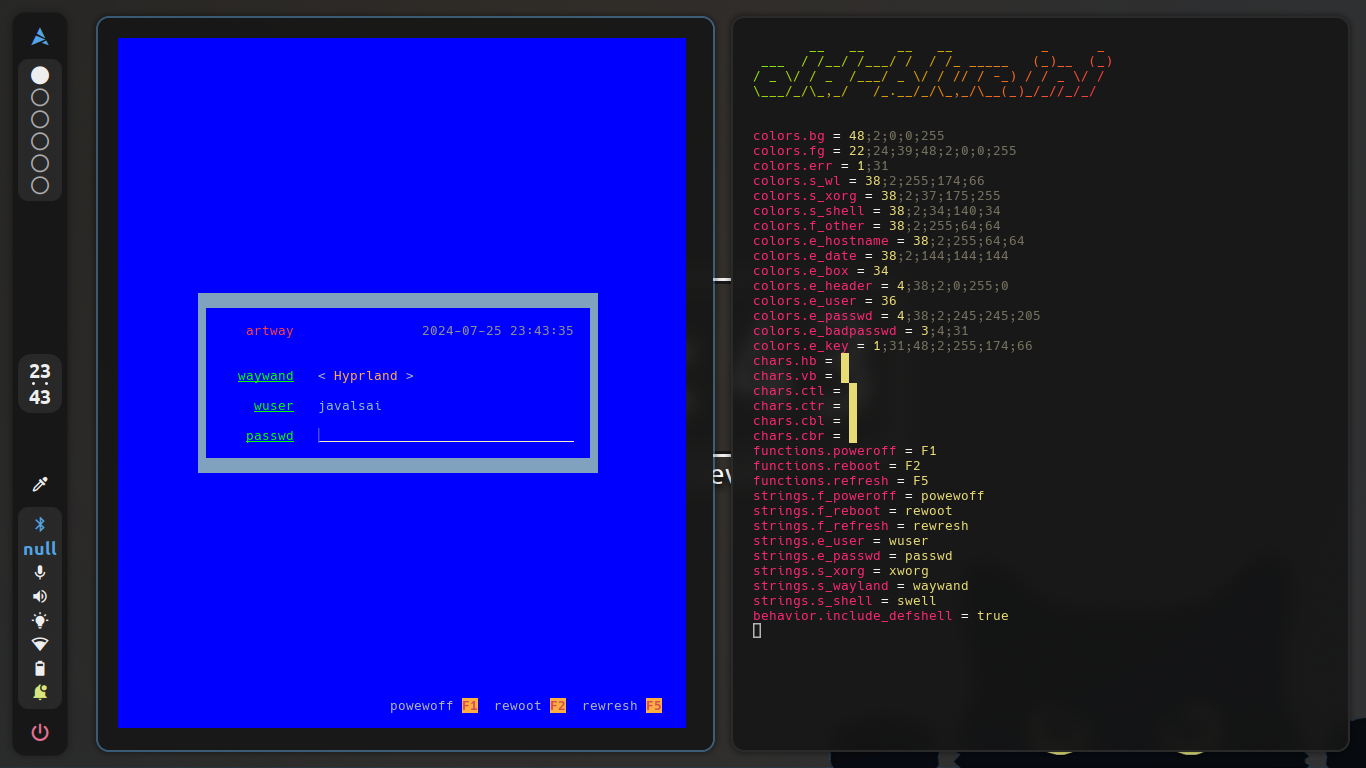 23
43
null
artway 2024-07-25 23:43:35
waywand < Hyprland >
wuser javalsai
passwd
powewoff F1 rewoot F2 rewresh F5
colors.bg = 48;2;0;0;255
colors.fg = 22;24;39;48;2;0;0;255
colors.err = 1;31
colors.s_wl = 38;2;255;174;66
colors.s_xorg = 38;2;37;175;255
colors.s_shell = 38;2;34;140;34
colors.f_other = 38;2;255;64;64
colors.e_hostname = 38;2;255;64;64
colors.e_date = 38;2;144;144;144
colors.e_box = 34
colors.e_header = 4;38;2;0;255;0
colors.e_user = 36
colors.e_passwd = 4;38;2;245;245;205
colors.e_badpasswd = 3;4;31
colors.e_key = 1;31;48;2;255;174;66
chars.hb =
chars.vb =
chars.ctl =
chars.ctr =
chars.cbl =
chars.cbr =
functions.poweroff = F1
functions.reboot = F2
functions.refresh = F5
strings.f_poweroff = powewoff
strings.f_reboot = rewoot
strings.f_refresh = rewresh
strings.e_user = wuser
strings.e_passwd = passwd
strings.s_xorg = xworg
strings.s_wayland = waywand
strings.s_shell = swell
behavior.include_defshell = true